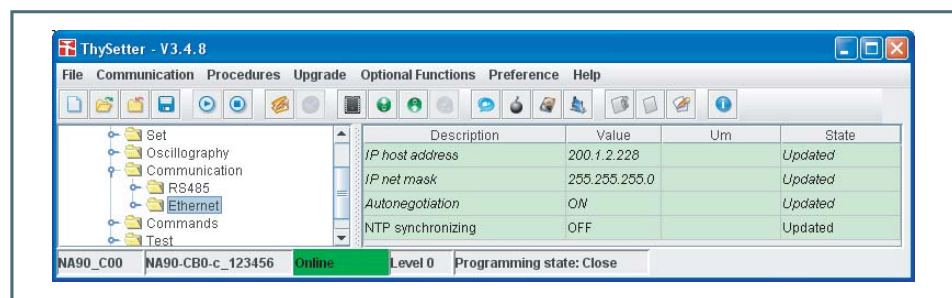 ThySetter - V3.4.8
File Communication Procedures Upgrade Optional Functions Preference Help
Set
Oscillography
Communication
RS485
Ethernet
Commands
Test
Description Value Um State
IP host address 200.1.2.228 Updated
IP net mask 255.255.255.0 Updated
Autonegotiation ON Updated
NTP synchronizing OFF Updated
NA90_C00 NA90-CB0-c_123456 Online Level 0 Programming state: Close